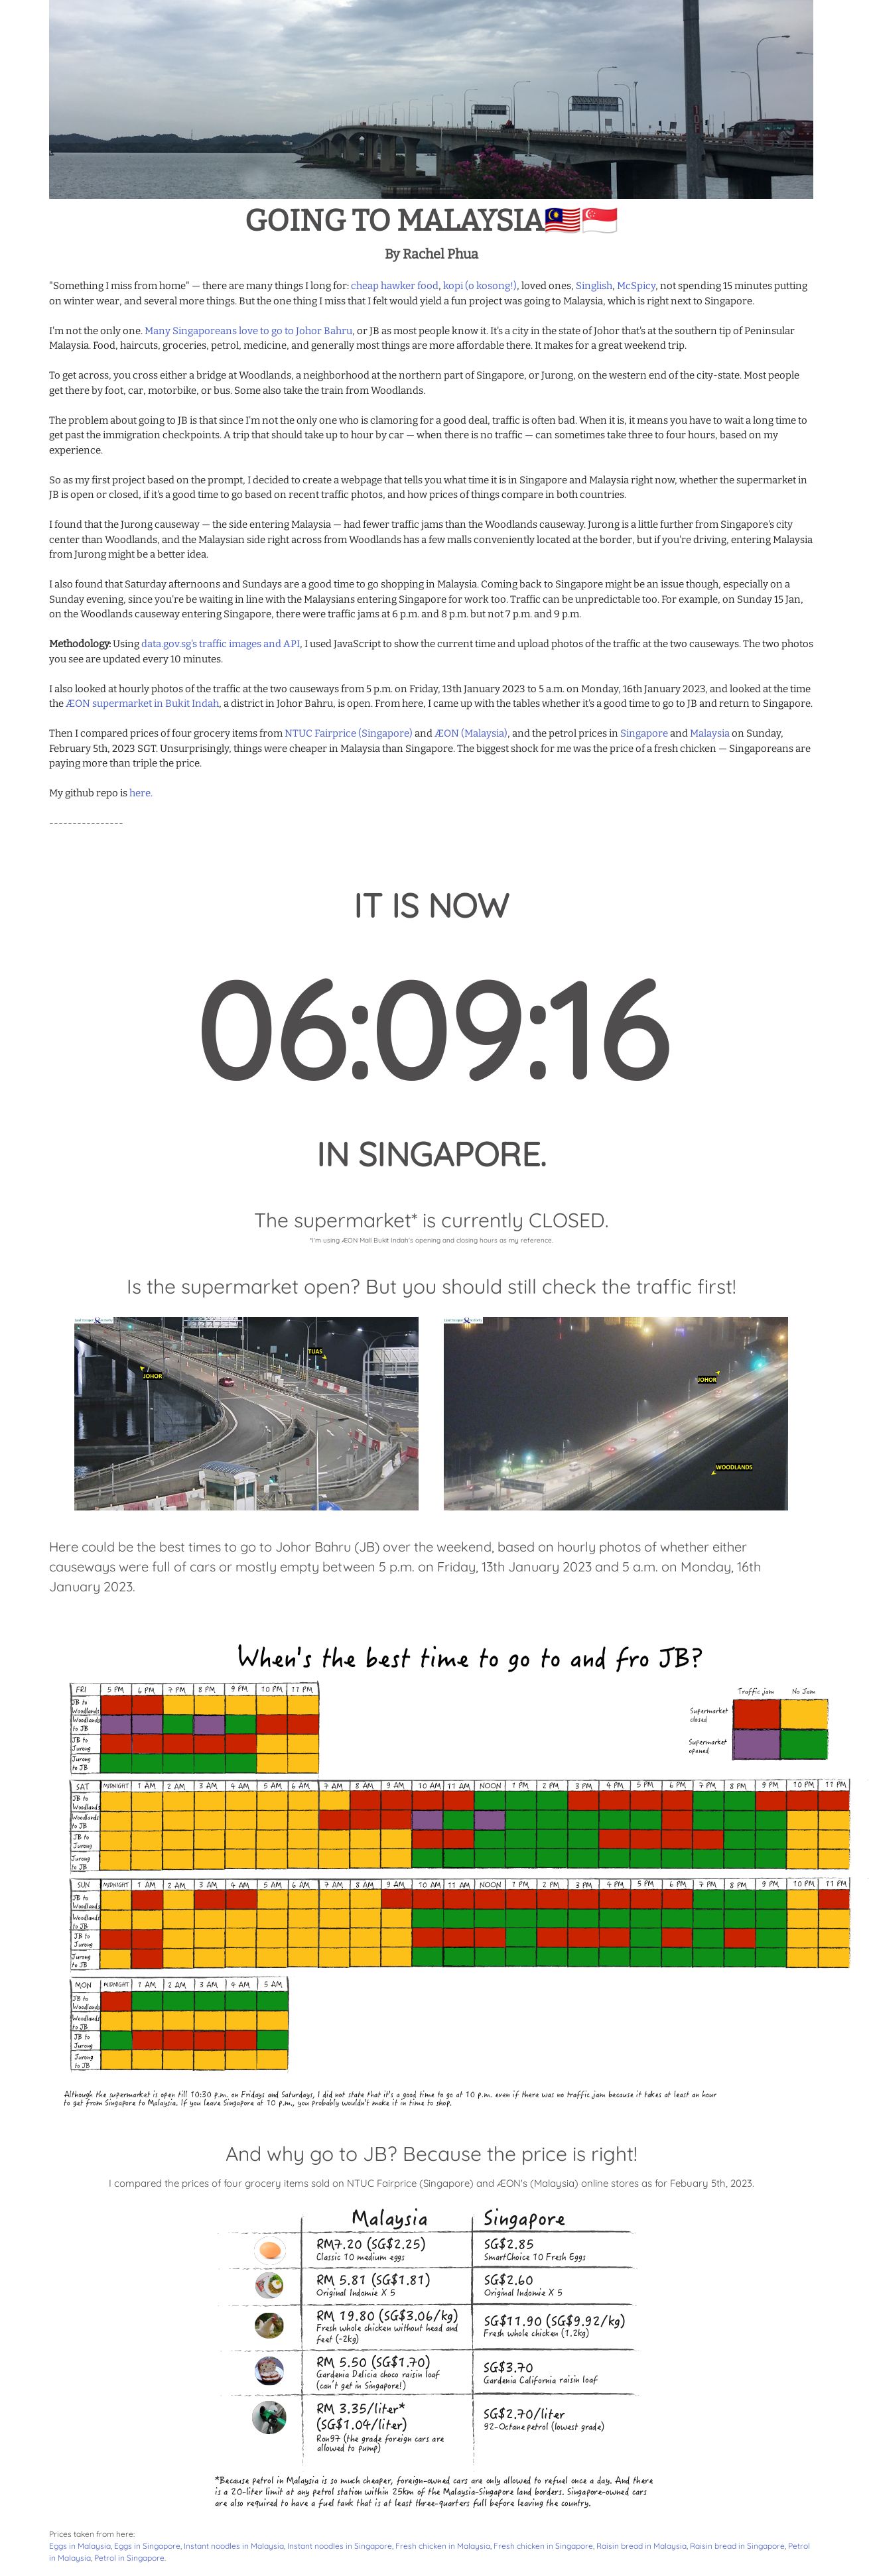 GOING TO MALAYSIA🇲🇾🇸🇬
By Rachel Phua
"Something I miss from home" — there are many things I long for: cheap hawker food, kopi (o kosong!), loved ones, Singlish, McSpicy, not spending 15 minutes putting
on winter wear, and several more things. But the one thing I miss that I felt would yield a fun project was going to Malaysia, which is right next to Singapore.
I'm not the only one. Many Singaporeans love to go to Johor Bahru, or JB as most people know it. It's a city in the state of Johor that's at the southern tip of Peninsular
Malaysia. Food, haircuts, groceries, petrol, medicine, and generally most things are more affordable there. It makes for a great weekend trip.
To get across, you cross either a bridge at Woodlands, a neighborhood at the northern part of Singapore, or Jurong, on the western end of the city-state. Most people
get there by foot, car, motorbike, or bus. Some also take the train from Woodlands.
The problem about going to JB is that since I'm not the only one who is clamoring for a good deal, traffic is often bad. When it is, it means you have to wait a long time to
get past the immigration checkpoints. A trip that should take up to hour by car — when there is no traffic — can sometimes take three to four hours, based on my
experience.
So as my first project based on the prompt, I decided to create a webpage that tells you what time it is in Singapore and Malaysia right now, whether the supermarket in
JB is open or closed, if it's a good time to go based on recent traffic photos, and how prices of things compare in both countries.
I found that the Jurong causeway — the side entering Malaysia — had fewer traffic jams than the Woodlands causeway. Jurong is a little further from Singapore's city
center than Woodlands, and the Malaysian side right across from Woodlands has a few malls conveniently located at the border, but if you're driving, entering Malaysia
from Jurong might be a better idea.
I also found that Saturday afternoons and Sundays are a good time to go shopping in Malaysia. Coming back to Singapore might be an issue though, especially on a
Sunday evening, since you're be waiting in line with the Malaysians entering Singapore for work too. Traffic can be unpredictable too. For example, on Sunday 15 Jan,
on the Woodlands causeway entering Singapore, there were traffic jams at 6 p.m. and 8 p.m. but not 7 p.m. and 9 p.m.
Methodology: Using data.gov.sg's traffic images and API, I used JavaScript to show the current time and upload photos of the traffic at the two causeways. The two photos
you see are updated every 10 minutes.
I also looked at hourly photos of the traffic at the two causeways from 5 p.m. on Friday, 13th January 2023 to 5 a.m. on Monday, 16th January 2023, and looked at the time
the ÆON supermarket in Bukit Indah, a district in Johor Bahru, is open. From here, I came up with the tables whether it's a good time to go to JB and return to Singapore.
Then I compared prices of four grocery items from NTUC Fairprice (Singapore) and ÆON (Malaysia), and the petrol prices in Singapore and Malaysia on Sunday,
February 5th, 2023 SGT. Unsurprisingly, things were cheaper in Malaysia than Singapore. The biggest shock for me was the price of a fresh chicken — Singaporeans are
paying more than triple the price.
My github repo is here.
----------------
IT IS NOW
06:09:16
IN SINGAPORE.
The supermarket* is currently CLOSED.
*I'm using ÆON Mall Bukit Indah's opening and closing hours as my reference.
Is the supermarket open? But you should still check the traffic first!
TUAS
JOHOR
JOHOR
WOODLANDS
Here could be the best times to go to Johor Bahru (JB) over the weekend, based on hourly photos of whether either
causeways were full of cars or mostly empty between 5 p.m. on Friday, 13th January 2023 and 5 a.m. on Monday, 16th
January 2023.
When's the best time to go to and fro JB?
Traffic jam No Jam
Supermarket
closed
Supermarket
opened
FRI 5 PM 6 PM 7 PM 8 PM 9 PM 10 PM 11 PM
JB to
Woodlands
Woodlands
to JB
JB to
Jurong
Jurong
to JB
SAT MIDNIGHT 1 AM 2 AM 3 AM 4 AM 5 AM 6 AM 7 AM 8 AM 9 AM 10 AM 11 AM NOON 1 PM 2 PM 3 PM 4 PM 5 PM 6 PM 7 PM 8 PM 9 PM 10 PM 11 PM
JB to
Woodlands
Woodlands
to JB
JB to
Jurong
Jurong
to JB
SUN MIDNIGHT 1 AM 2 AM 3 AM 4 AM 5 AM 6 AM 7 AM 8 AM 9 AM 10 AM 11 AM NOON 1 PM 2 PM 3 PM 4 PM 5 PM 6 PM 7 PM 8 PM 9 PM 10 PM 11 PM
JB to
Woodlands
Woodlands
to JB
JB to
Jurong
Jurong
to JB
MON MIDNIGHT 1 AM 2 AM 3 AM 4 AM 5 AM
JB to
Woodlands
Woodlands
to JB
JB to
Jurong
Jurong
to JB
Although the supermarket is open till 10:30 p.m. on Fridays and Saturdays, I did not state that it's a good time to go at 10 p.m. even if there was no traffic jam because it takes at least an hour
to get from Singapore to Malaysia. If you leave Singapore at 10 p.m., you probably wouldn't make it in time to shop.
And why go to JB? Because the price is right!
I compared the prices of four grocery items sold on NTUC Fairprice (Singapore) and ÆON's (Malaysia) online stores as for Febuary 5th, 2023.
Malaysia Singapore
RM7.20 (SG$2.25)
Classic 10 medium eggs
SG$2.85
SmartChoice 10 Fresh Eggs
RM 5.81 (SG$1.81)
Original Indomie X 5
SG$2.60
Original Indomie X 5
RM 19.80 (SG$3.06/kg)
Fresh whole chicken without head and
feet (~2kg)
SG$11.90 (SG$9.92/kg)
Fresh whole chicken (1.2kg)
RM 5.50 (SG$1.70)
Gardenia Delicia choco raisin loaf
(can't get in Singapore!)
SG$3.70
Gardenia California raisin loaf
RM 3.35/liter*
(SG$1.04/liter)
Ron97 (the grade foreign cars are
allowed to pump)
SG$2.70/liter
92-Octane petrol (lowest grade)
*Because petrol in Malaysia is so much cheaper, foreign-owned cars are only allowed to refuel once a day. And there
is a 20-liter limit at any petrol station within 25km of the Malaysia-Singapore land borders. Singapore-owned cars
are also required to have a fuel tank that is at least three-quarters full before leaving the country.
Prices taken from here:
Eggs in Malaysia, Eggs in Singapore, Instant noodles in Malaysia, Instant noodles in Singapore, Fresh chicken in Malaysia, Fresh chicken in Singapore, Raisin bread in Malaysia, Raisin bread in Singapore, Petrol
in Malaysia, Petrol in Singapore.